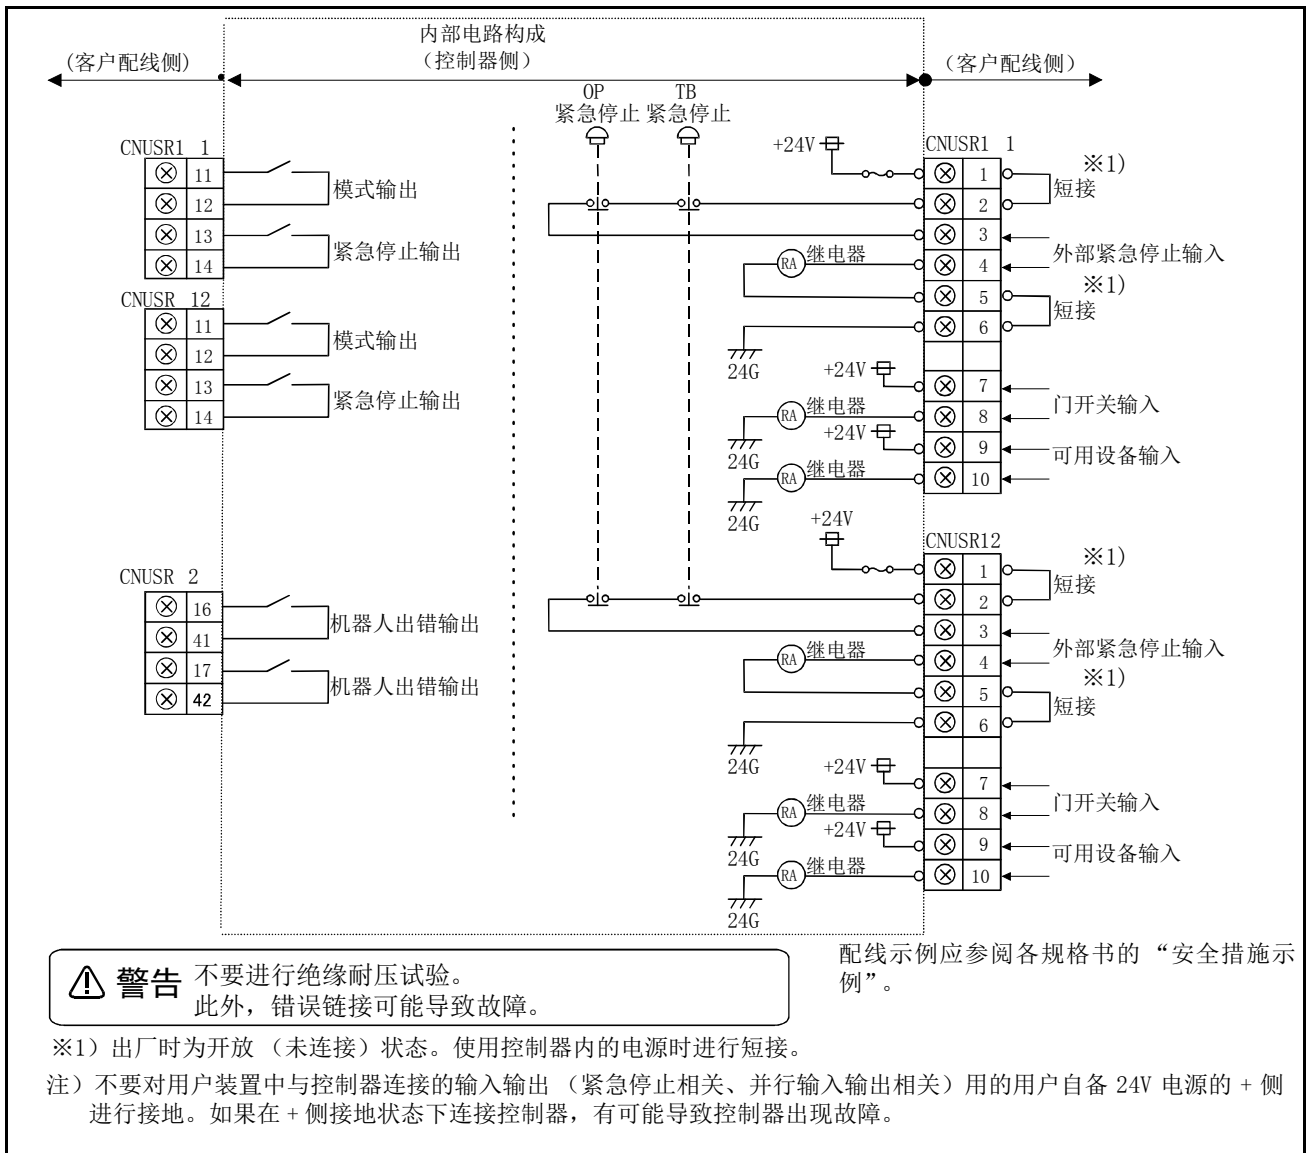 内部电路构成
(客户配线侧)
（控制器侧）
（客户配线侧）
OP
紧急停止
TB
紧急停止
CNUSR1 1
11
12
13
14
模式输出
紧急停止输出
CNUSR 12
11
12
13
14
模式输出
紧急停止输出
CNUSR 2
16
41
17
42
机器人出错输出
机器人出错输出
+24V
CNUSR1 1
1
2
3
4
5
6
7
8
9
10
※1)
短接
外部紧急停止输入
※1)
短接
门开关输入
可用设备输入
RA
继电器
24G
+24V
RA
继电器
24G
+24V
RA
继电器
24G
+24V
CNUSR12
1
2
3
4
5
6
7
8
9
10
※1)
短接
外部紧急停止输入
※1)
短接
门开关输入
可用设备输入
RA
继电器
24G
+24V
RA
继电器
24G
+24V
RA
继电器
24G
警告
不要进行绝缘耐压试验。
此外，错误链接可能导致故障。
配线示例应参阅各规格书的“安全措施示
例”。
※1）出厂时为开放 （未连接）状态。使用控制器内的电源时进行短接。
注）不要对用户装置中与控制器连接的输入输出 （紧急停止相关、并行输入输出相关）用的用户自备 24V 电源的 + 侧
进行接地。如果在 + 侧接地状态下连接控制器，有可能导致控制器出现故障。